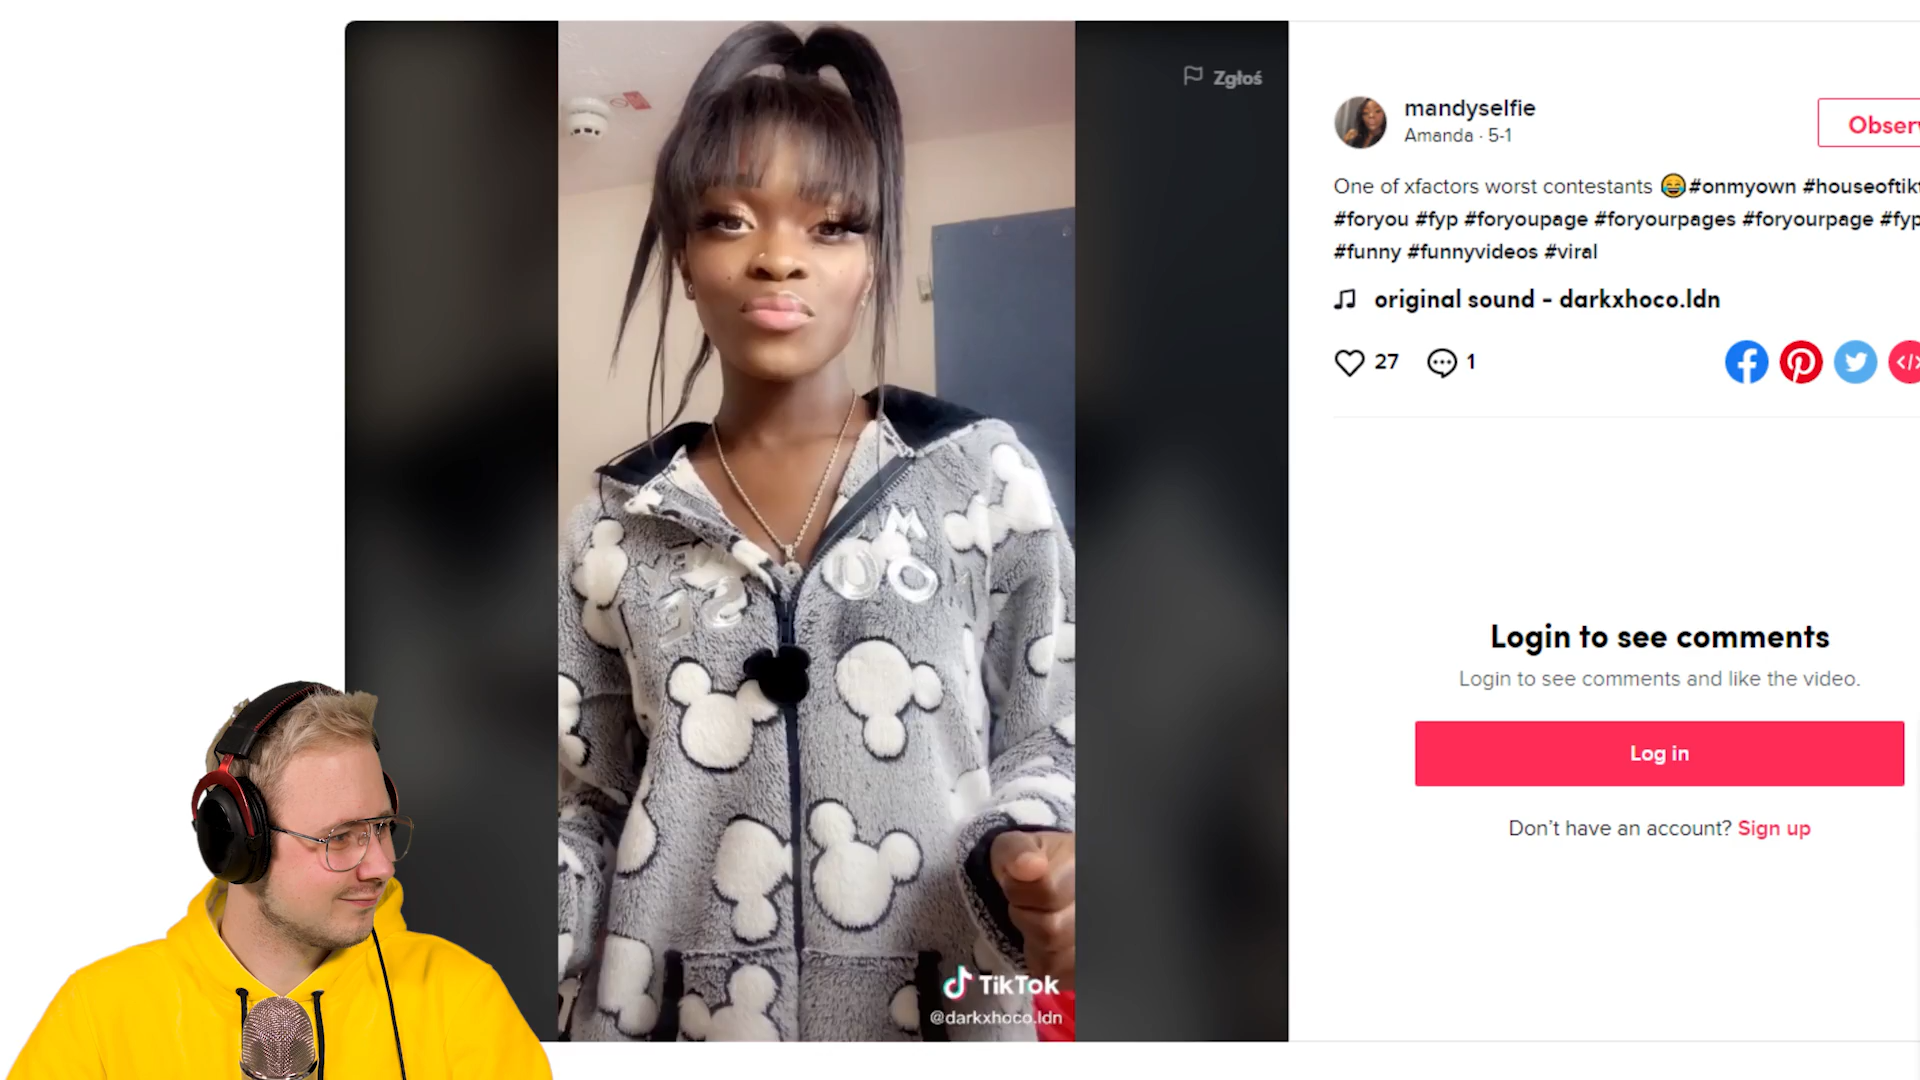 Zgłoś
mandyselfie
Amanda · 5-1
Obser
One of xfactors worst contestants 😂#onmyown #houseoftikt
#foryou #fyp #foryoupage #foryourpages #foryourpage #fyp
#funny #funnyvideos #viral
original sound - darkxhoco.ldn
27
1
Login to see comments
Login to see comments and like the video.
Log in
Don't have an account? Sign up
TikTok
@darkxhoco.ldn